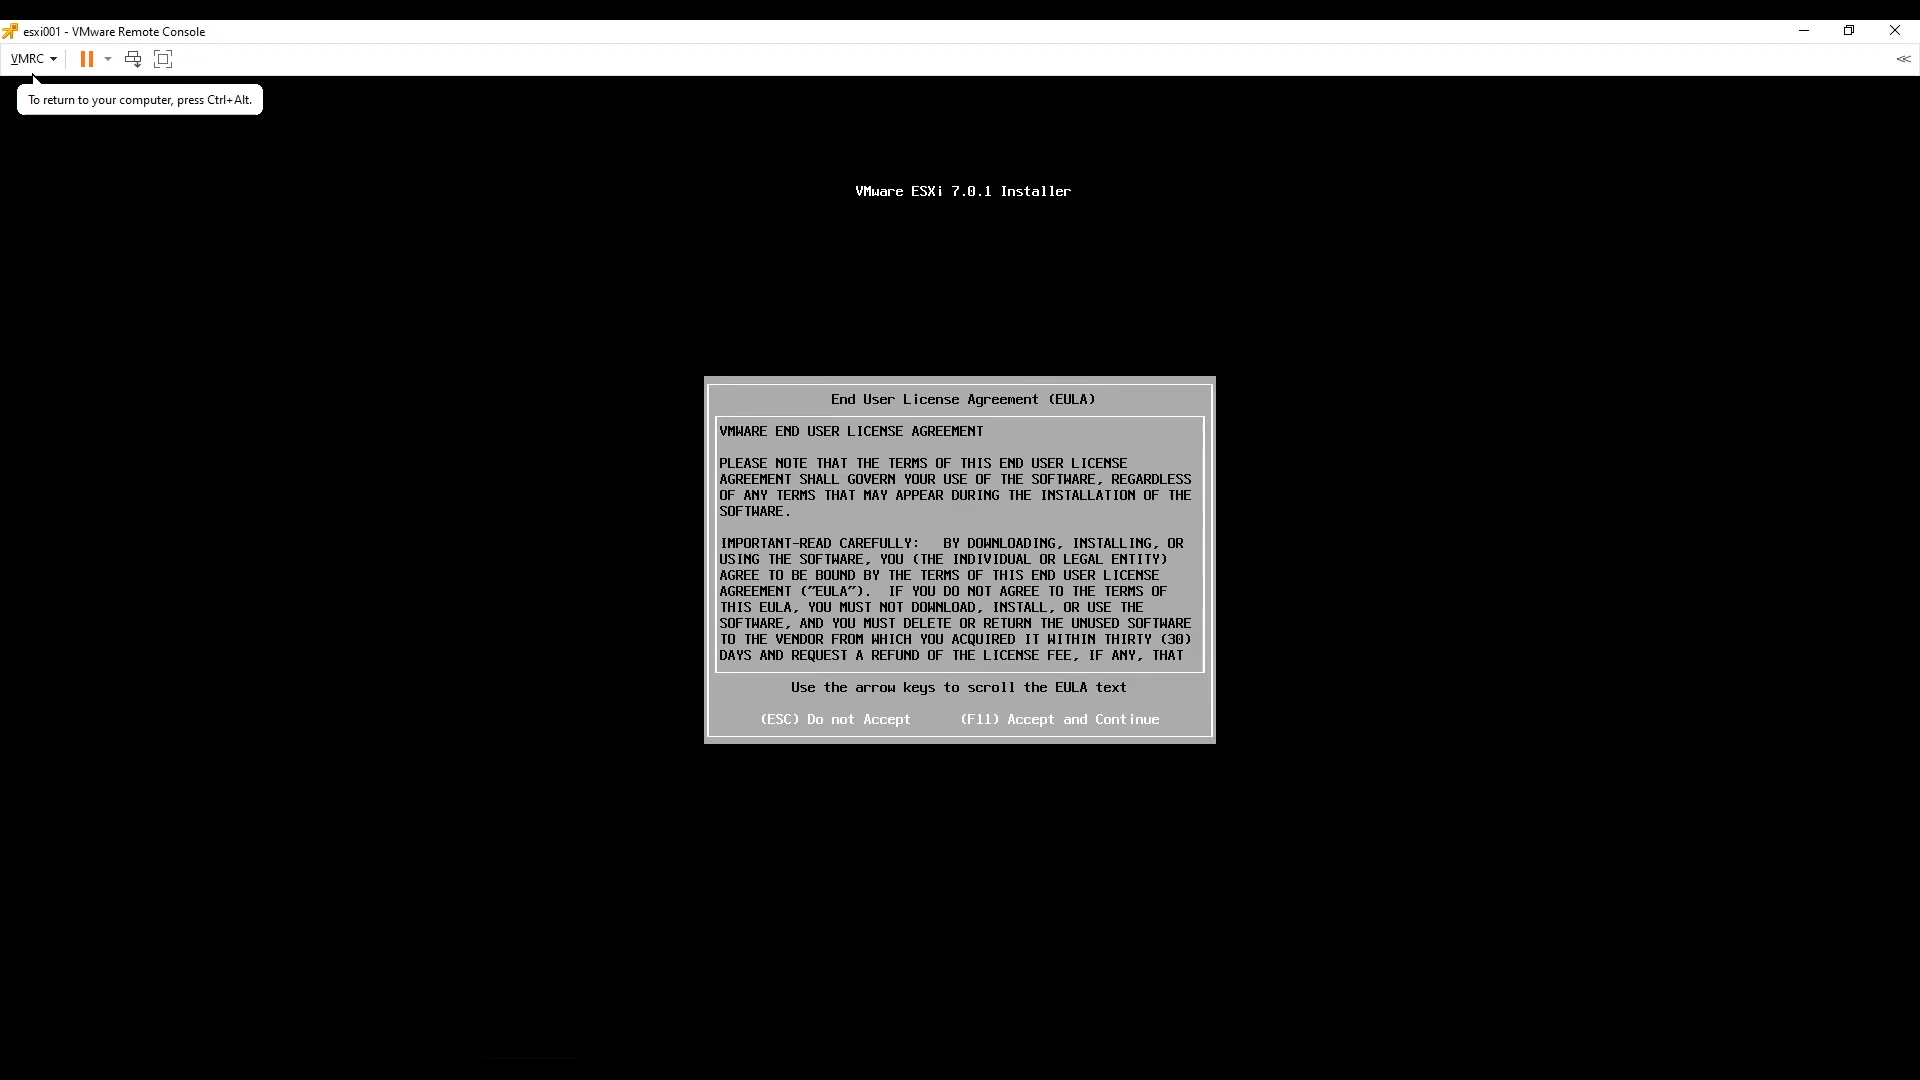 esxi001 - VMware Remote Console
VMRC
To return to your computer, press Ctrl+Alt.
VMware ESXi 7.0.1 Installer
End User License Agreement (EULA)
VMWARE END USER LICENSE AGREEMENT
PLEASE NOTE THAT THE TERMS OF THIS END USER LICENSE
AGREEMENT SHALL GOVERN YOUR USE OF THE SOFTWARE, REGARDLESS
OF ANY TERMS THAT MAY APPEAR DURING THE INSTALLATION OF THE
SOFTWARE.
IMPORTANT-READ CAREFULLY:   BY DOWNLOADING, INSTALLING, OR
USING THE SOFTWARE, YOU (THE INDIVIDUAL OR LEGAL ENTITY)
AGREE TO BE BOUND BY THE TERMS OF THIS END USER LICENSE
AGREEMENT ("EULA").  IF YOU DO NOT AGREE TO THE TERMS OF
THIS EULA, YOU MUST NOT DOWNLOAD, INSTALL, OR USE THE
SOFTWARE, AND YOU MUST DELETE OR RETURN THE UNUSED SOFTWARE
TO THE VENDOR FROM WHICH YOU ACQUIRED IT WITHIN THIRTY (30)
DAYS AND REQUEST A REFUND OF THE LICENSE FEE, IF ANY, THAT
Use the arrow keys to scroll the EULA text
(ESC) Do not Accept      (F11) Accept and Continue